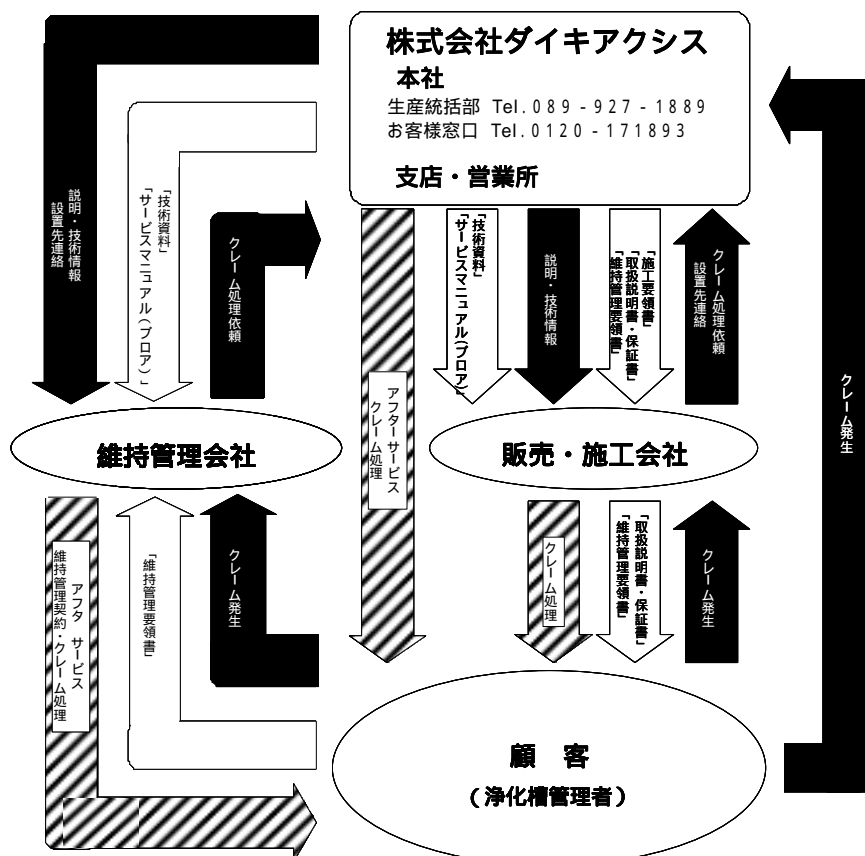 株式会社ダイキアクシス
本社
生産統括部 Tel.089-927-1889
お客様窓口 Tel.0120-171893
支店・営業所
説明・技術情報
設置先連絡
「技術資料」
「サービスマニュアル(ブロア)」
クレーム処理依頼
アフターサービス
クレーム処理
「技術資料」
「サービスマニュアル(ブロア)」
説明・技術情報
「施工要領書」
「取扱説明書・保証書」
「維持管理要領書」
クレーム処理依頼
設置先連絡
クレーム発生
維持管理会社
販売・施工会社
アフタ サービス
維持管理契約・クレーム処理
「維持管理要領書」
クレーム発生
クレーム処理
「取扱説明書・保証書」
「維持管理要領書」
クレーム発生
顧 客
(浄化槽管理者)